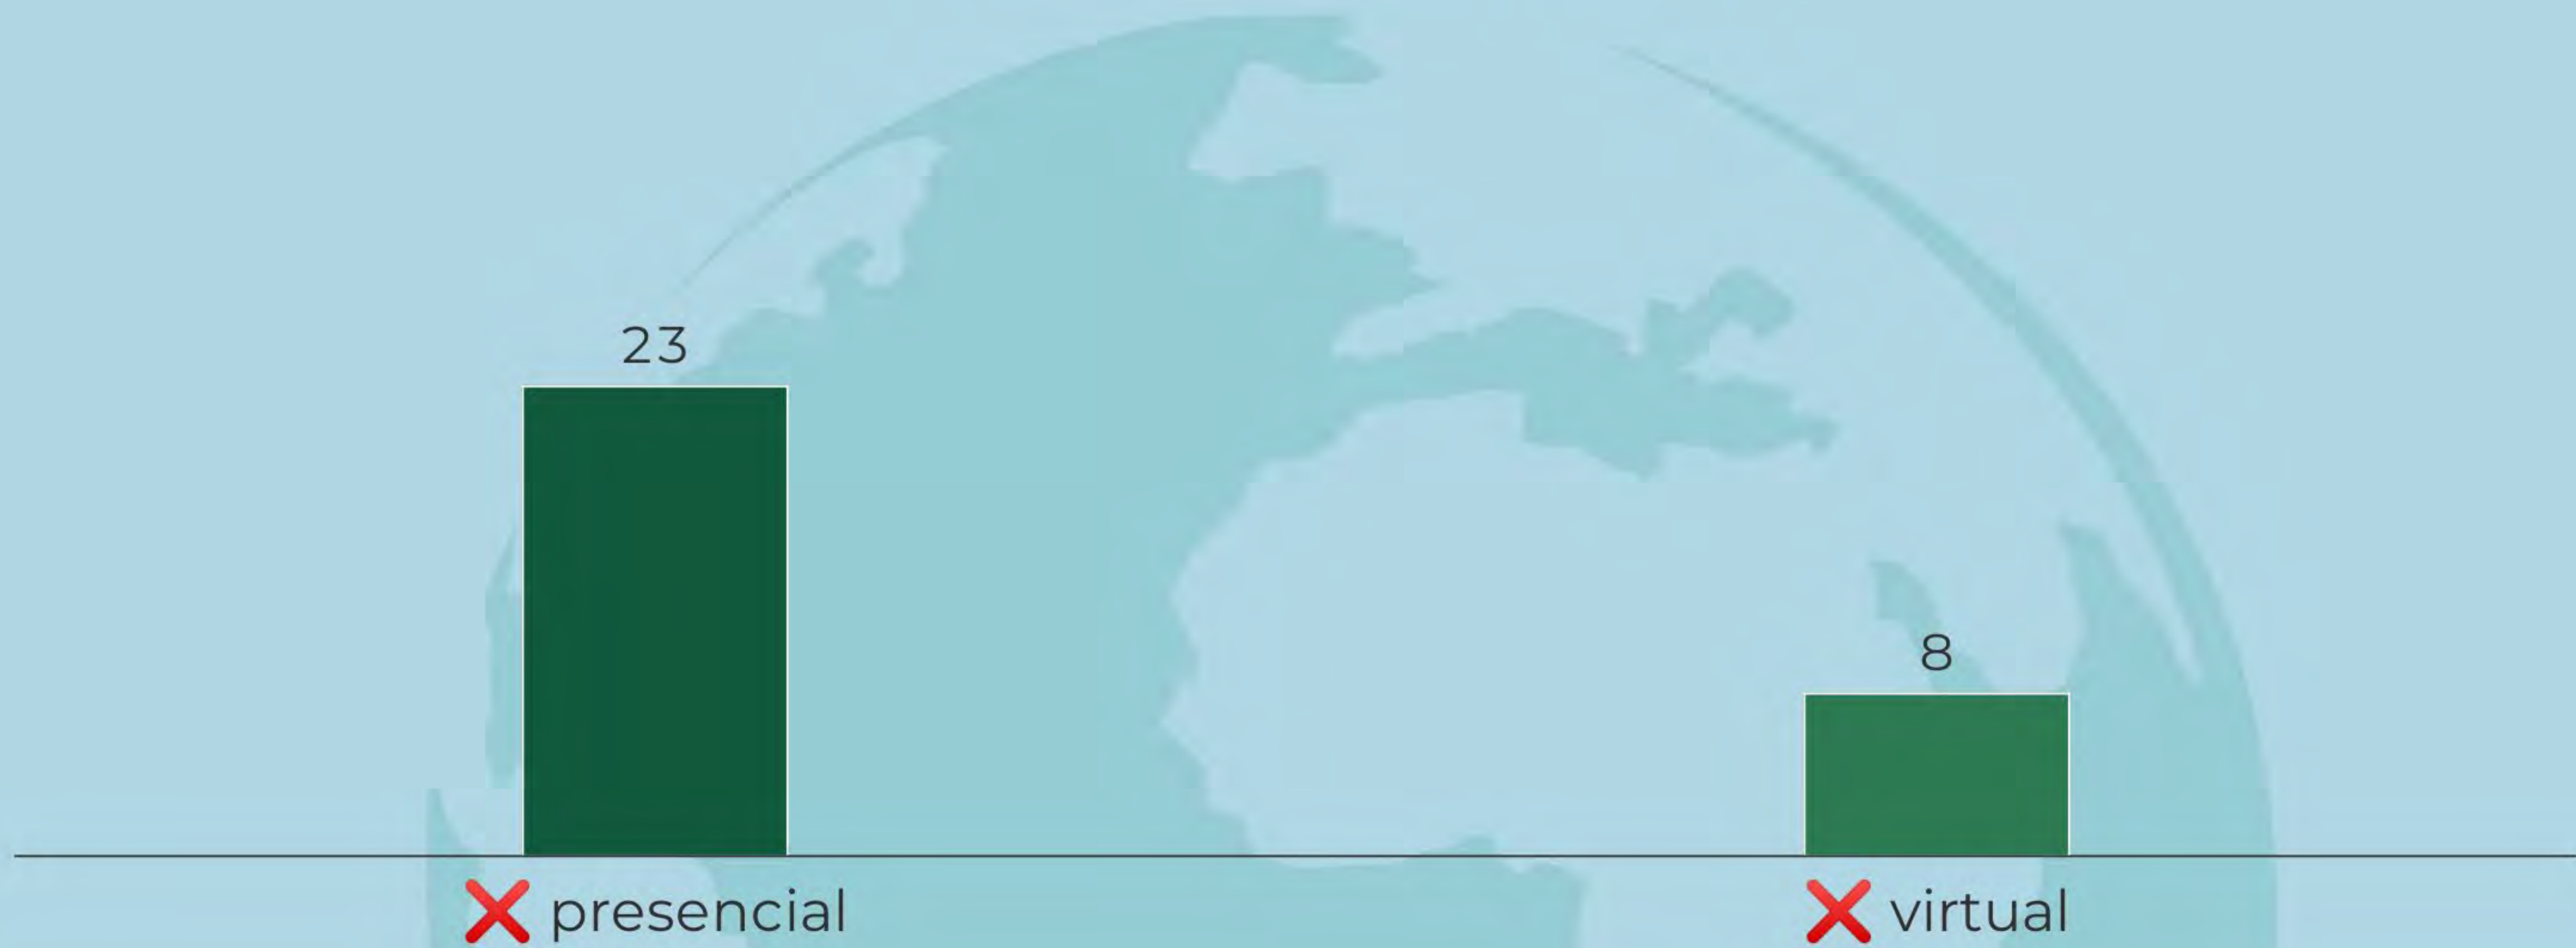 23
8
❌ presencial
❌ virtual